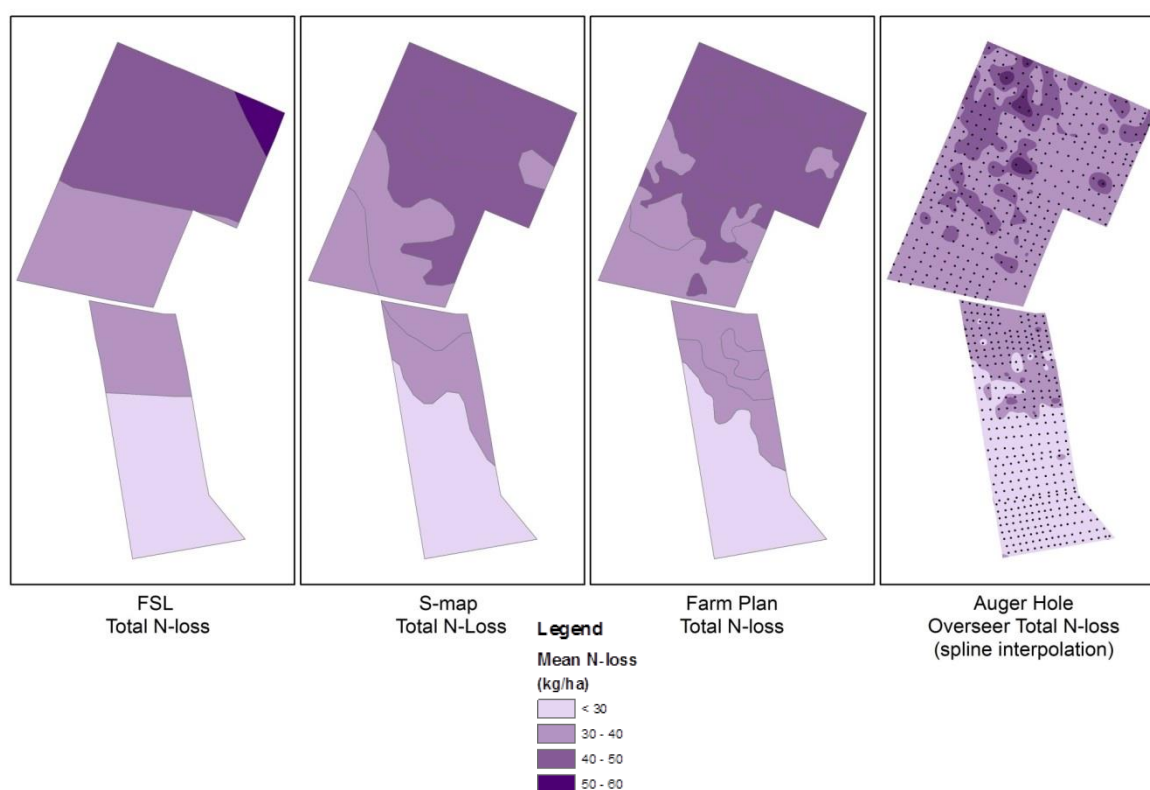 FSL
Total N-loss
S-map
Total N-Loss
Farm Plan
Total N-loss
Auger Hole
Overseer Total N-loss
(spline interpolation)
Legend
Mean N-loss
(kg/ha)
< 30
30 - 40
40 - 50
50 - 60